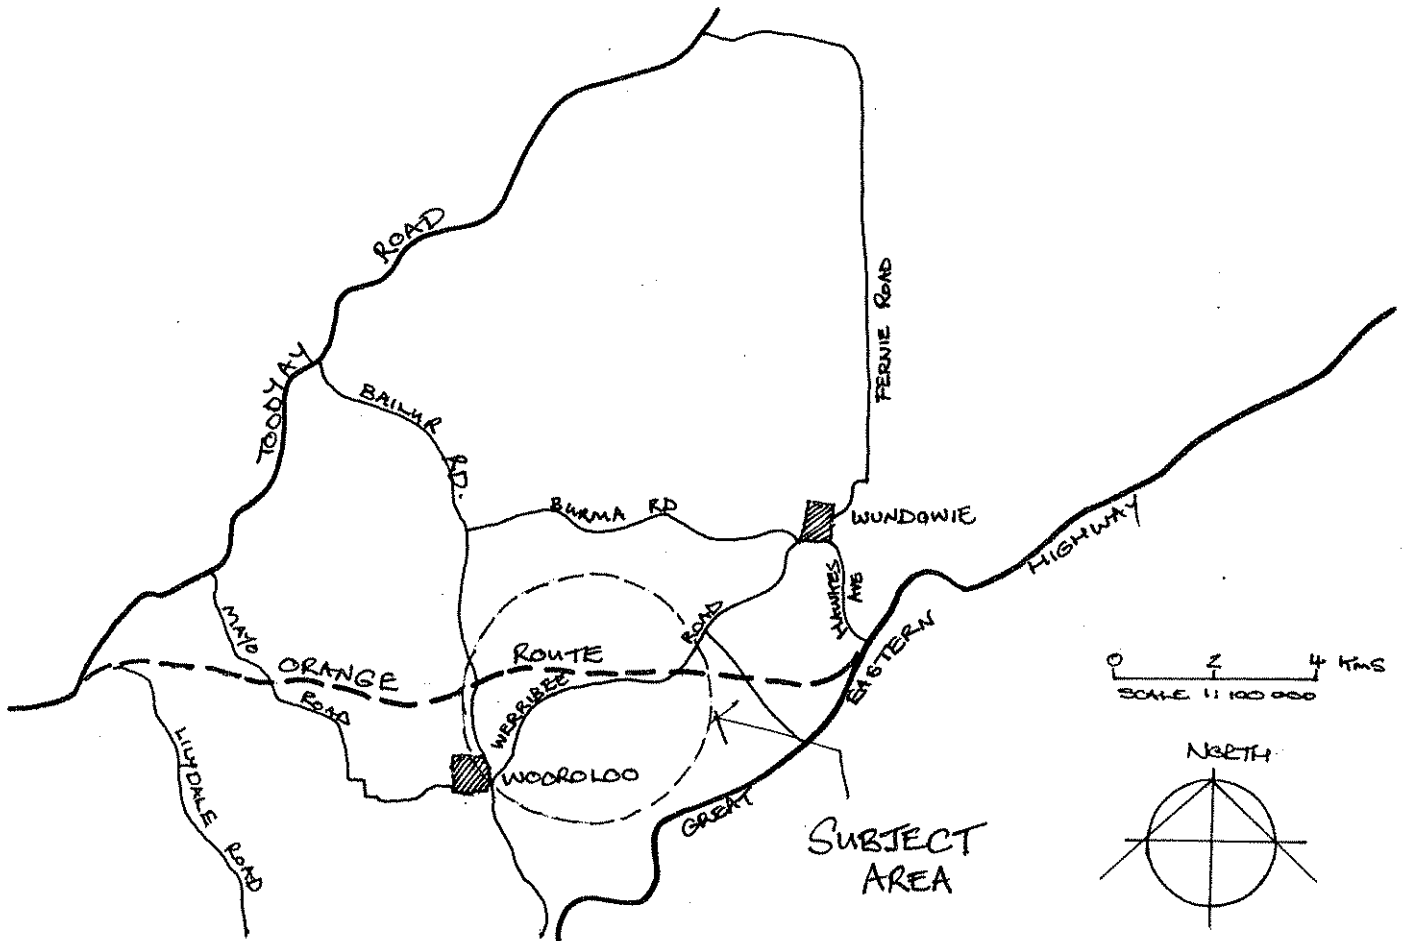 TOODYAY ROAD
FERNIE ROAD
BAILUP RD.
BURMA RD
WUNDOWIE
HAWKES AVE
GREAT EASTERN HIGHWAY
MAYO ROAD
ORANGE ROUTE
WERRIBEE ROAD
LILYDALE ROAD
WOOROLOO
SUBJECT
AREA
0 2 4 KMS
SCALE 1:100 000
NORTH